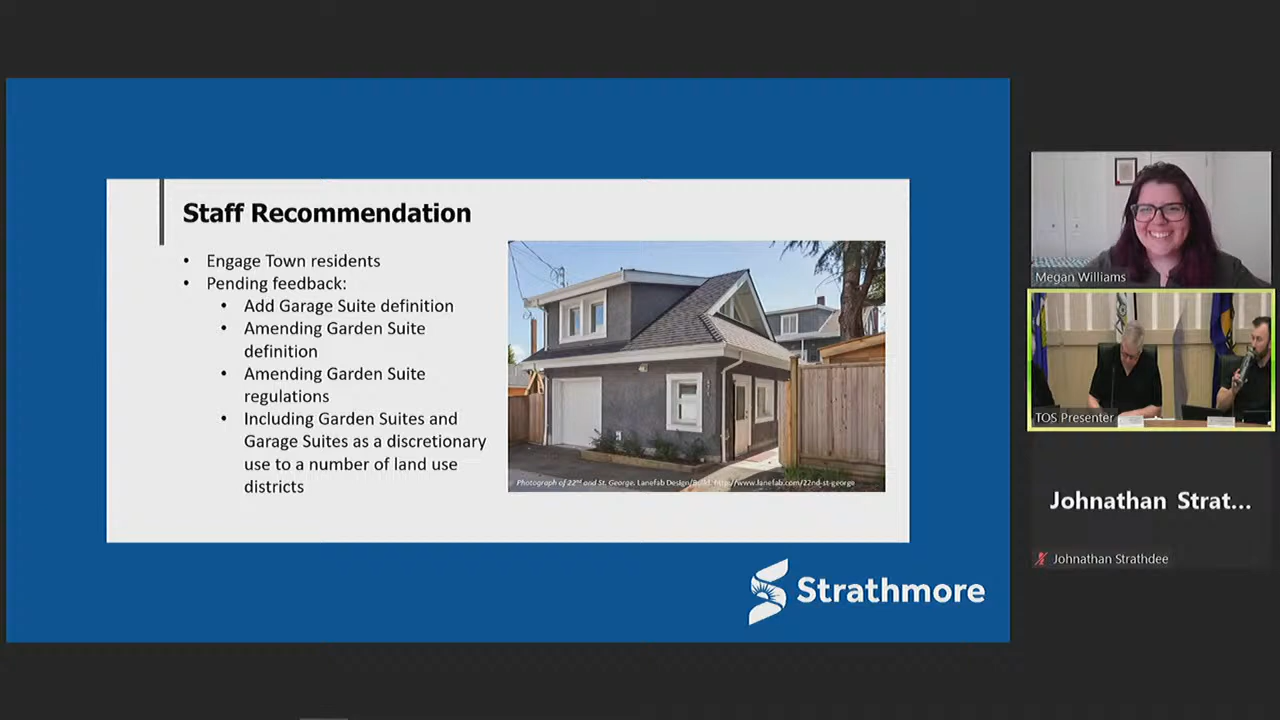 Staff Recommendation
• Engage Town residents
• Pending feedback:
• Add Garage Suite definition
• Amending Garden Suite
definition
• Amending Garden Suite
regulations
• Including Garden Suites and
Garage Suites as a discretionary
use to a number of land use
districts
Photograph of 22nd and St. George. Lanefab Design/Build. http://www.lanefab.com/22nd-st-george
Strathmore
Megan Williams
TOS Presenter
Johnathan Strat...
Johnathan Strathdee